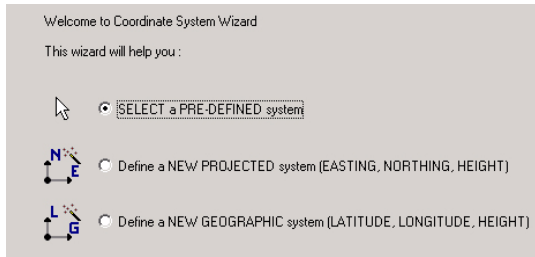 Welcome to Coordinate System Wizard
This wizard will help you :
SELECT a PRE-DEFINED system
N
E
Define a NEW PROJECTED system (EASTING, NORTHING, HEIGHT)
L
G
Define a NEW GEOGRAPHIC system (LATITUDE, LONGITUDE, HEIGHT)